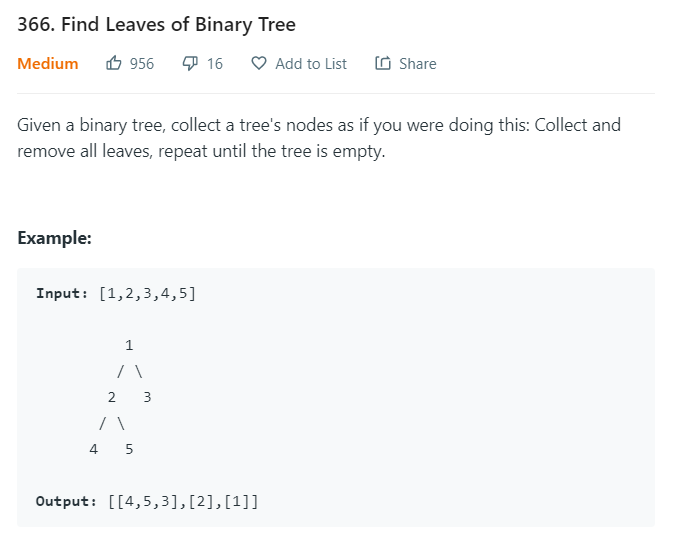 366. Find Leaves of Binary Tree
Medium 956 16 Add to List Share
Given a binary tree, collect a tree's nodes as if you were doing this: Collect and
remove all leaves, repeat until the tree is empty.
Example:
Input: [1,2,3,4,5]
1
/ \
2 3
/ \
4 5
Output: [[4,5,3],[2],[1]]